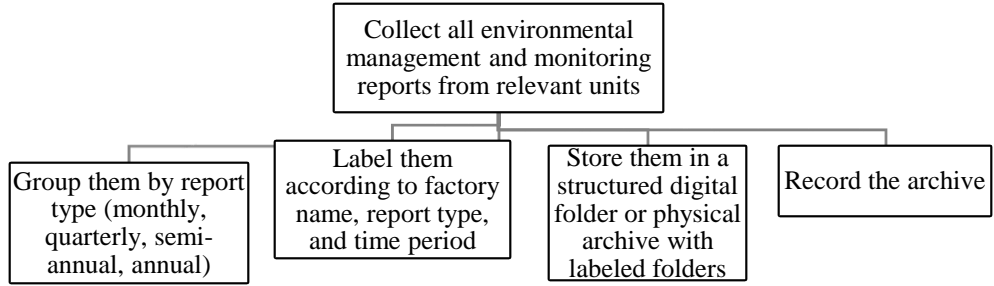 Collect all environmental
management and monitoring
reports from relevant units
Group them by report
type (monthly,
quarterly, semi-
annual, annual)
Label them
according to factory
name, report type,
and time period
Store them in a
structured digital
folder or physical
archive with
labeled folders
Record the archive